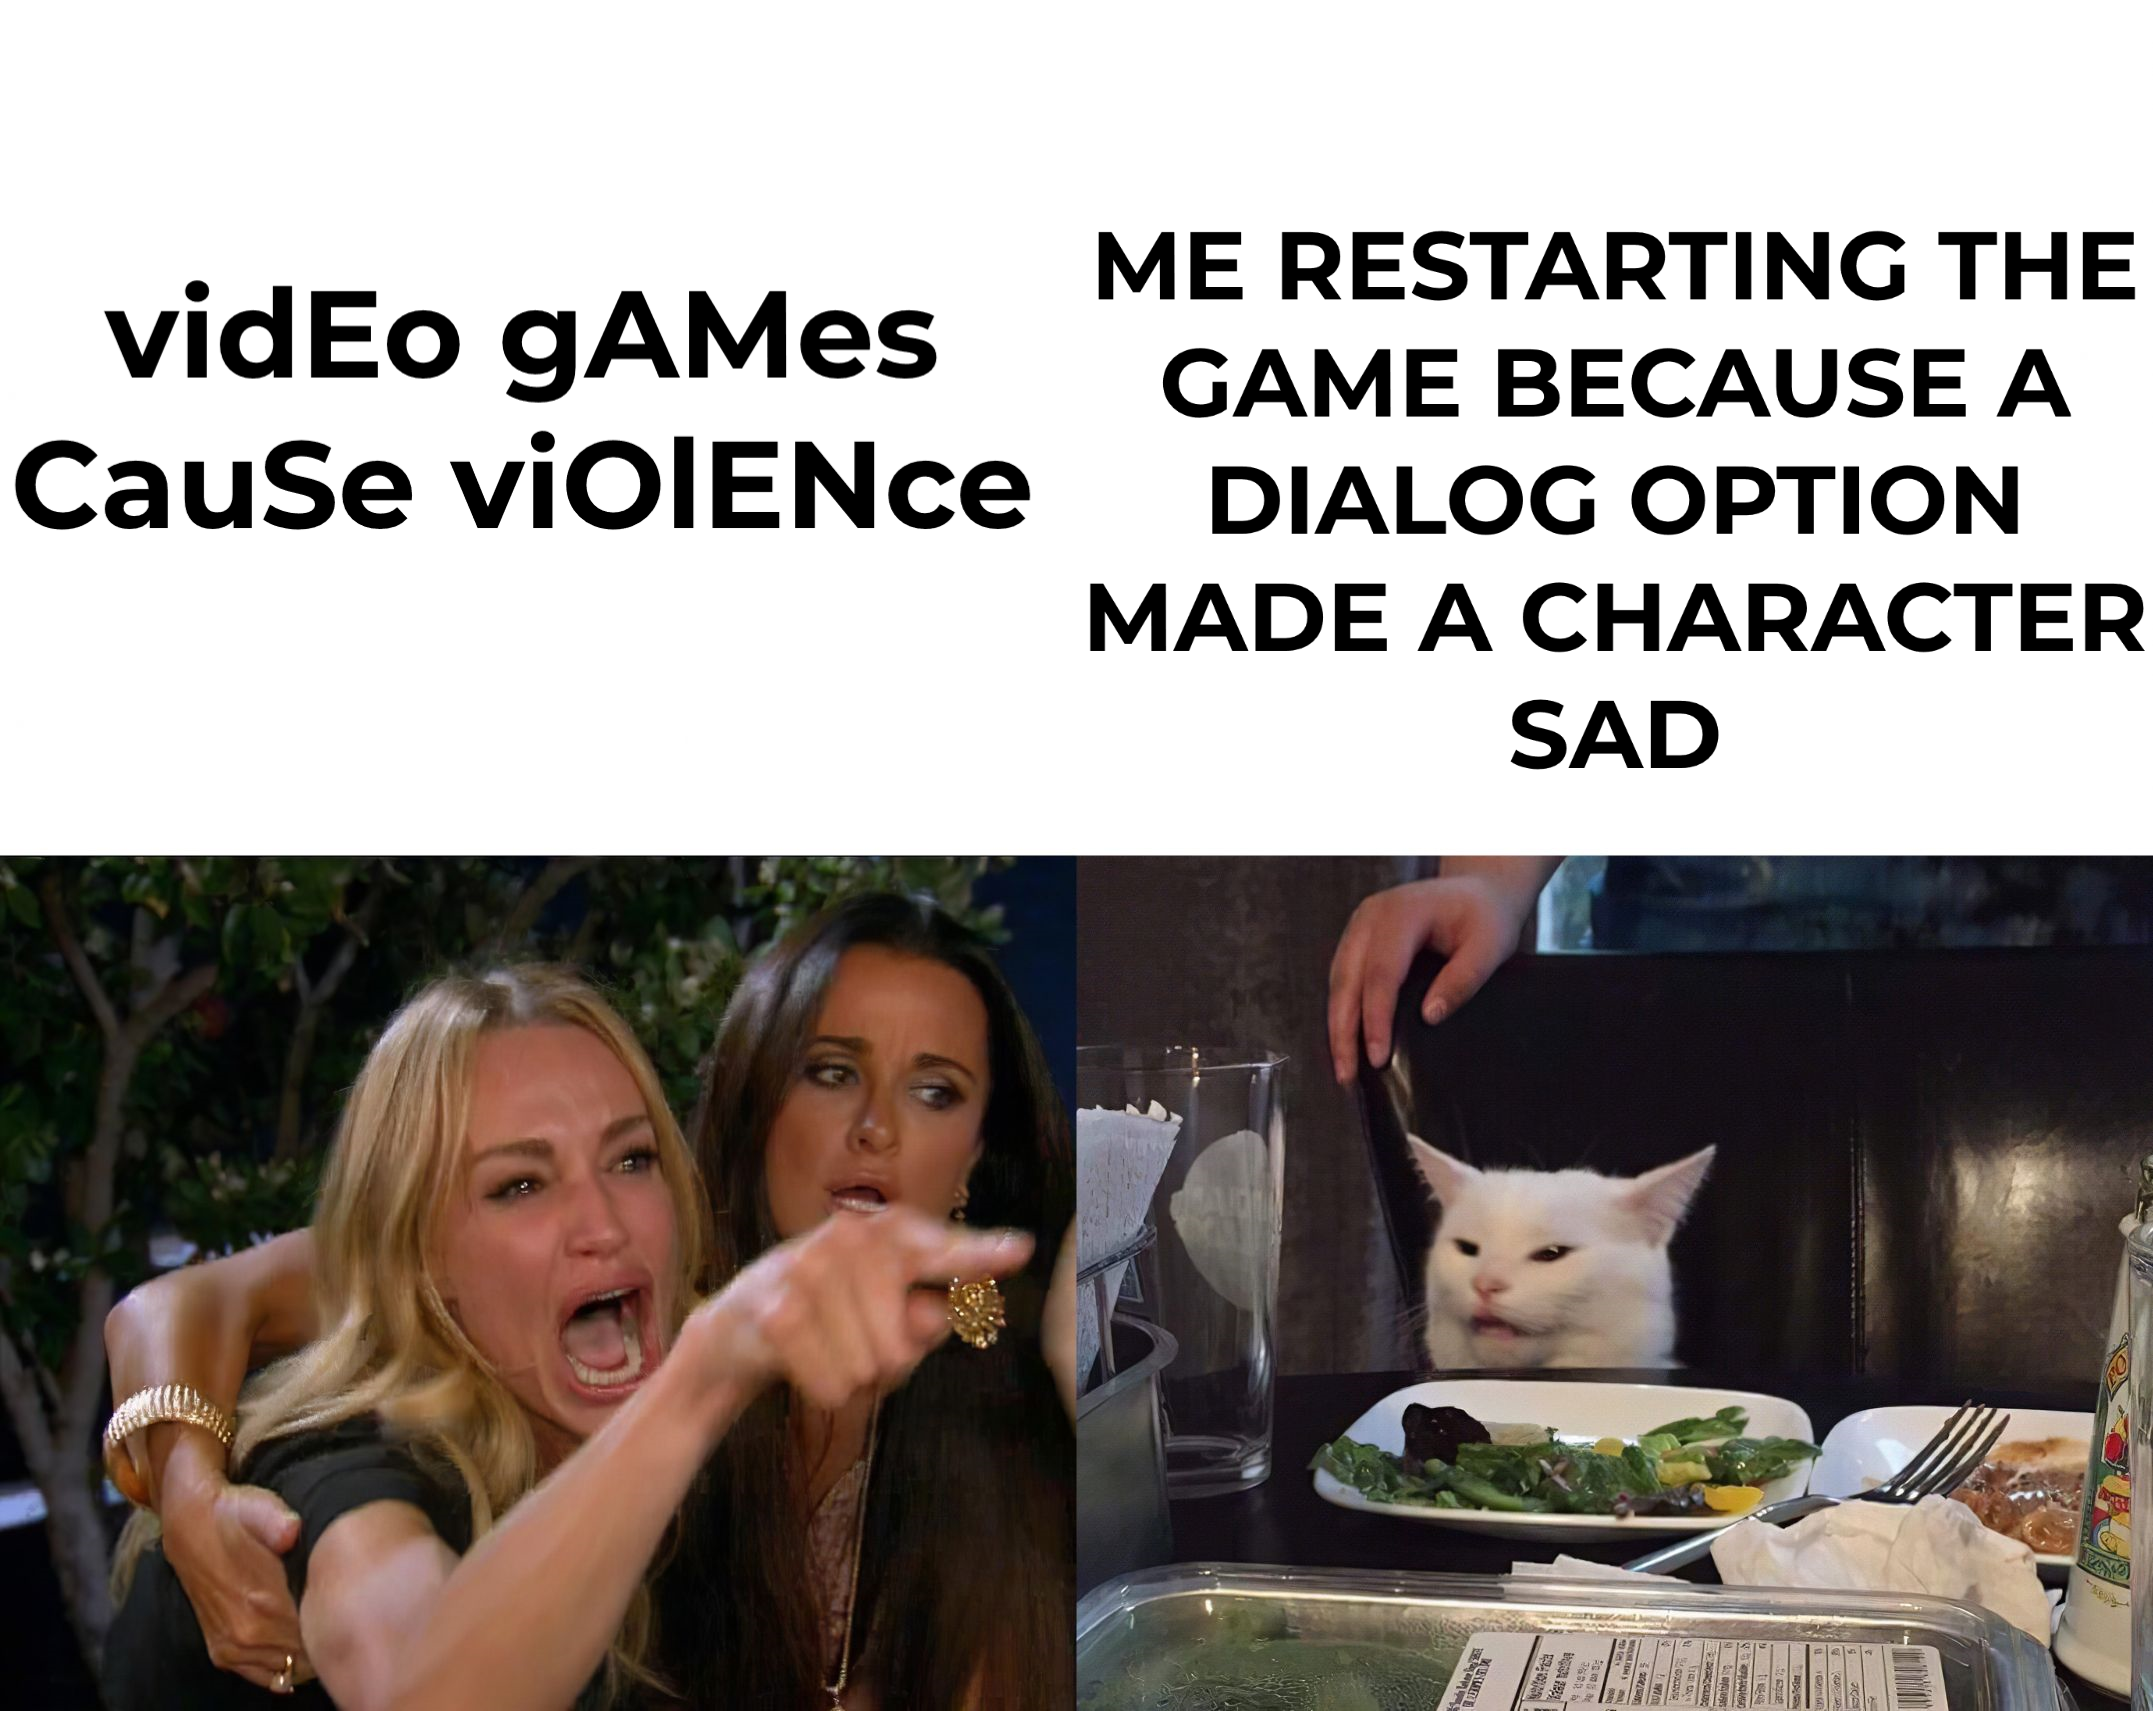 vidEo gAMes
CauSe viOlENce
ME RESTARTING THE
GAME BECAUSE A
DIALOG OPTION
MADE A CHARACTER
SAD